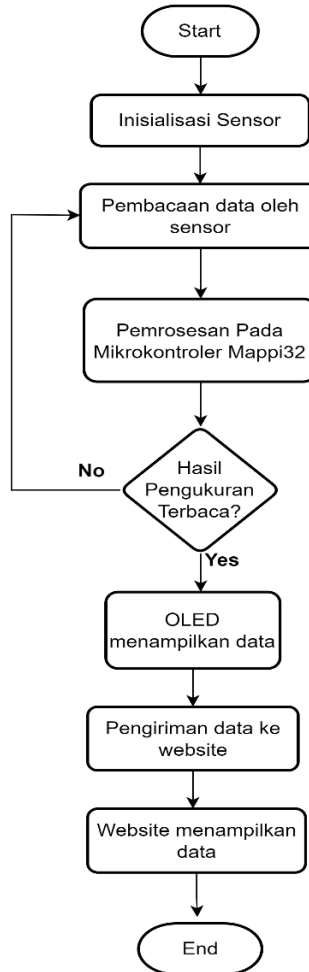 Start
Inisialisasi Sensor
Pembacaan data oleh
sensor
Pemrosesan Pada
Mikrokontroler Mappi32
No
Hasil
Pengukuran
Terbaca?
Yes
OLED
menampilkan data
Pengiriman data ke
website
Website menampilkan
data
End